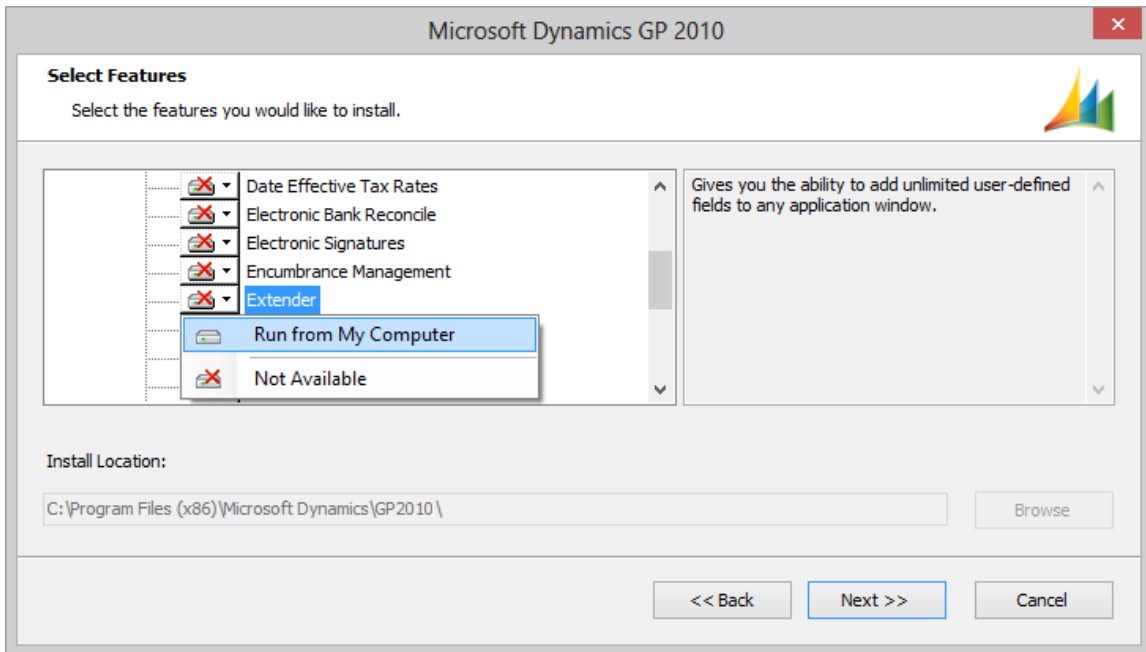 Microsoft Dynamics GP 2010
Select Features
Select the features you would like to install.
Date Effective Tax Rates
Electronic Bank Reconcile
Electronic Signatures
Encumbrance Management
Extender
Run from My Computer
Not Available
Gives you the ability to add unlimited user-defined
fields to any application window.
Install Location:
C:\Program Files (x86)\Microsoft Dynamics\GP2010\
Browse
<< Back
Next >>
Cancel